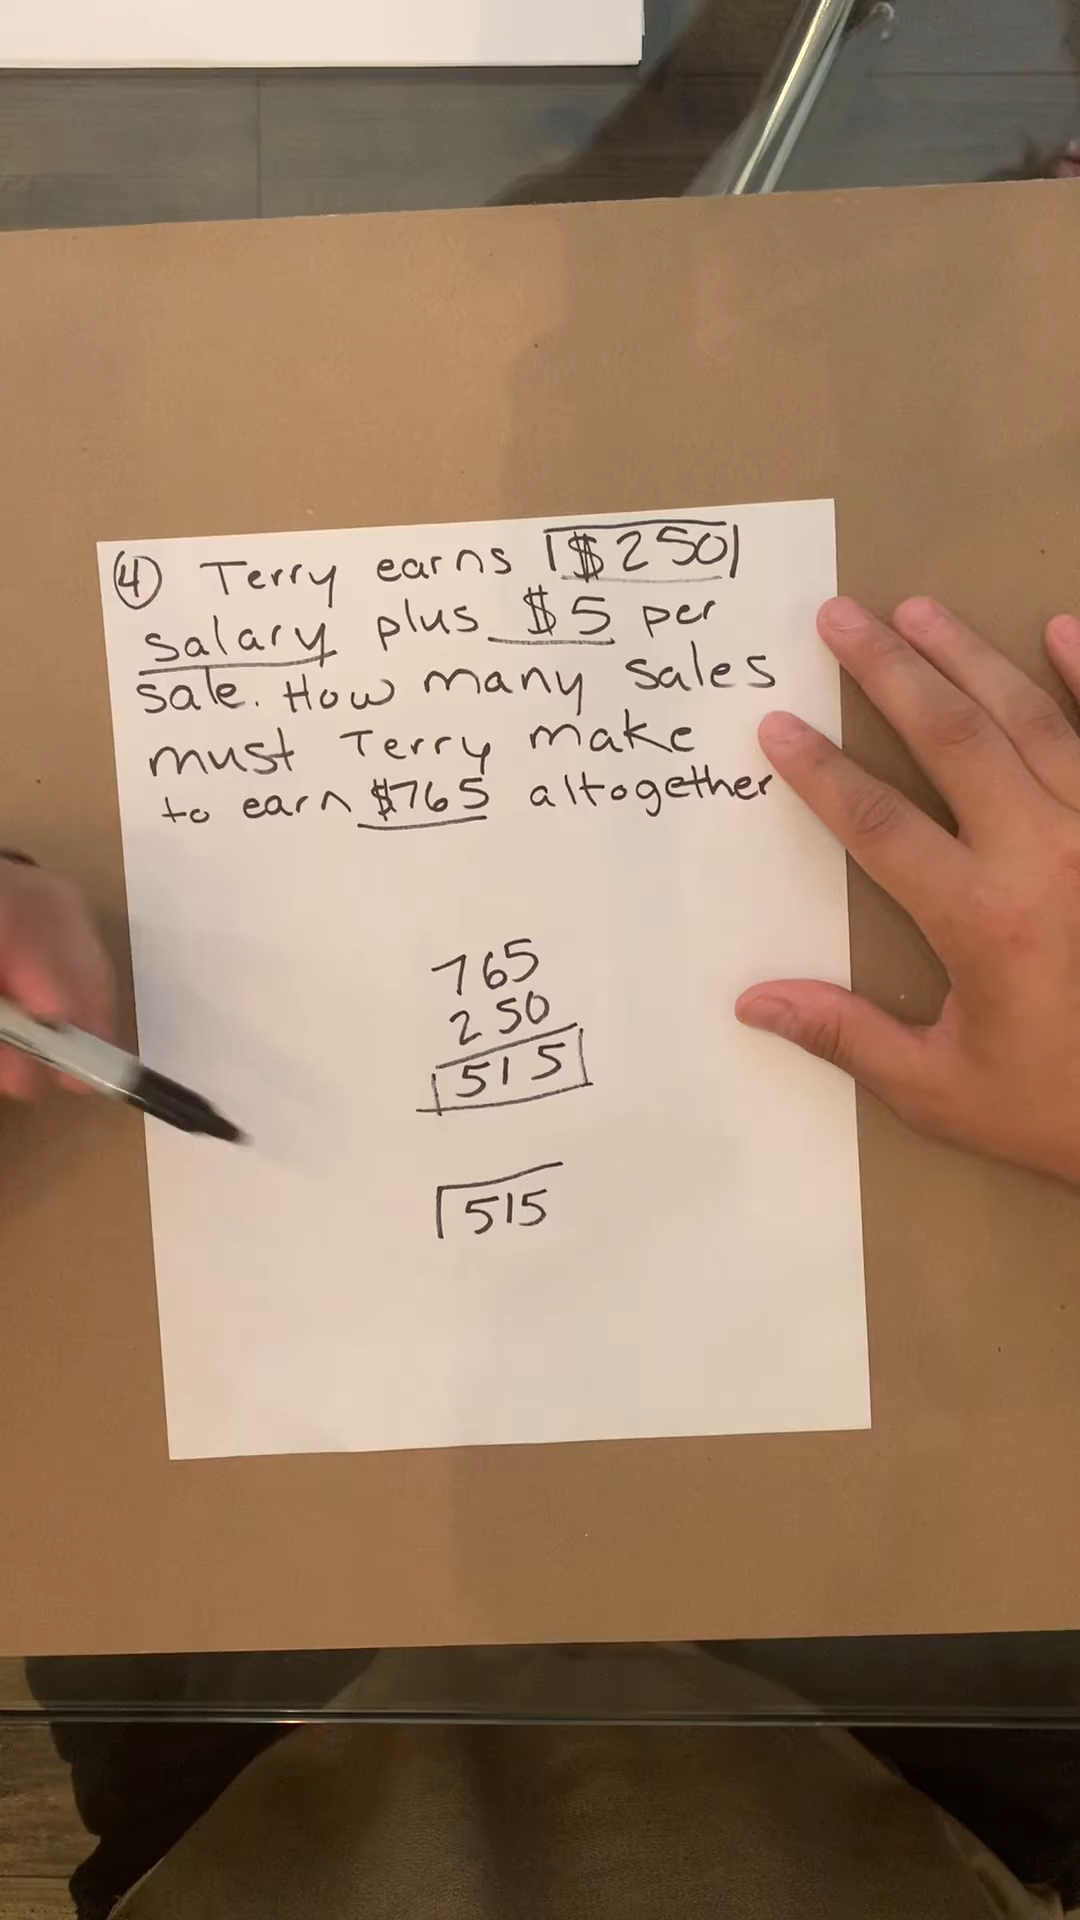 ④ Terry earns $250
salary plus $5 per
sale. How many sales
must Terry make
to earn $765 altogether
765
250
515
515